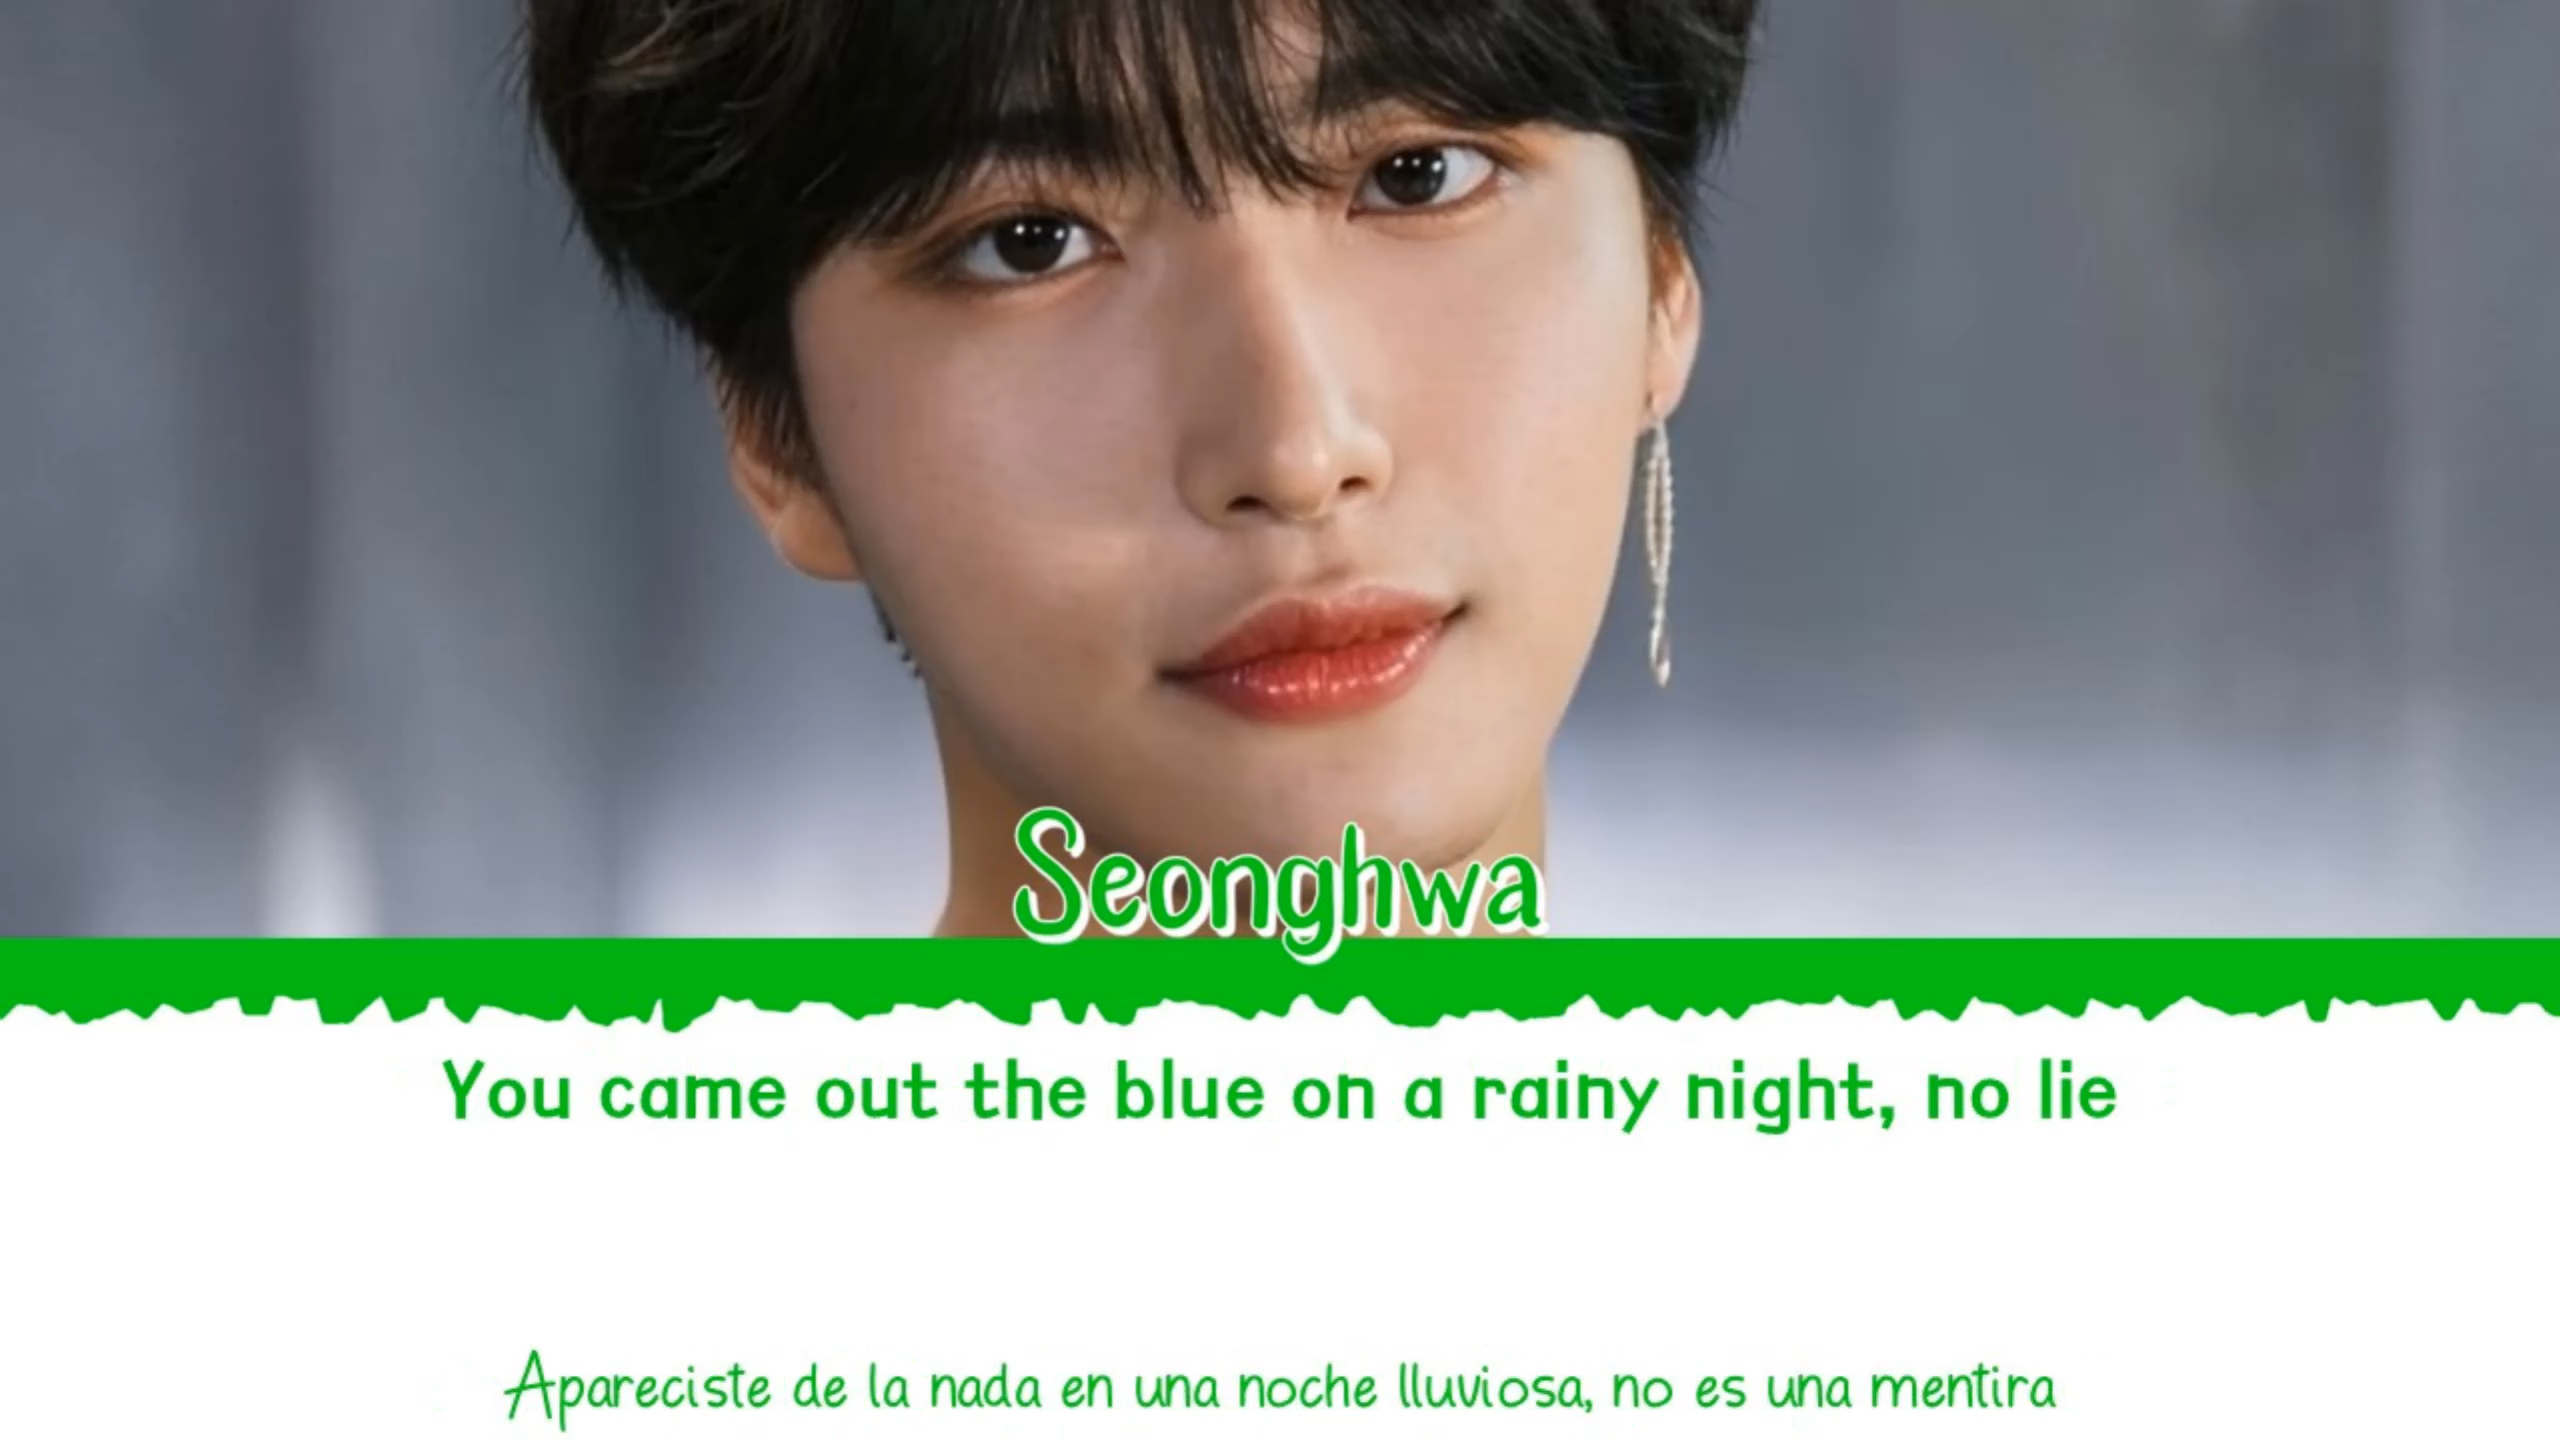 Seonghwa
You came out the blue on a rainy night, no lie
Apareciste de la nada en una noche lluviosa, no es una mentira